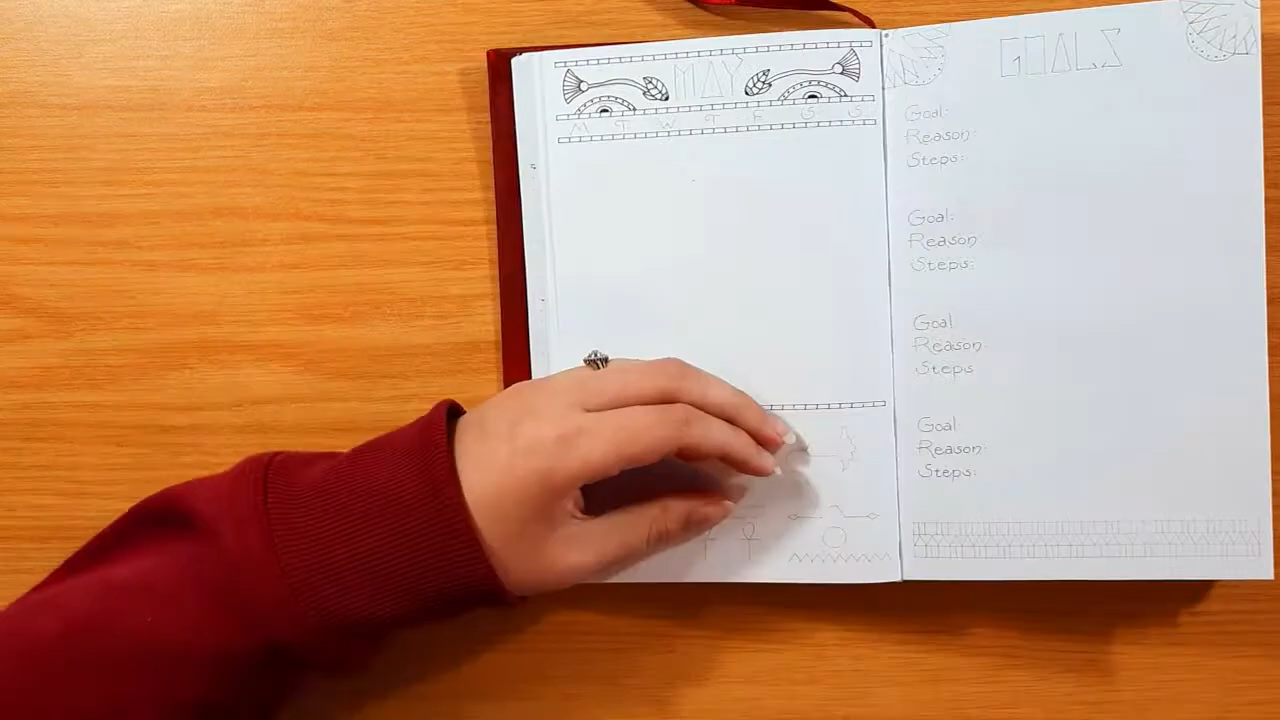 MAY
M T W T F S S
GOALS
Goal:
Reason:
Steps:
Goal:
Reason:
Steps:
Goal
Reason:
Steps
Goal:
Reason:
Steps: